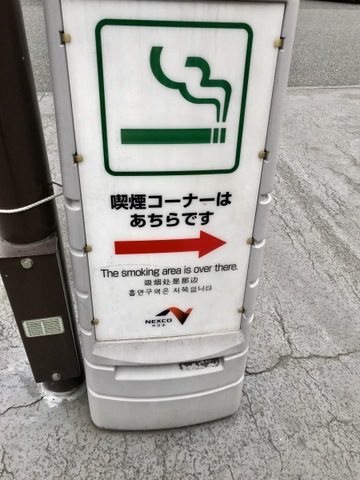 喫煙コーナーは
あちらです
The smoking area is over there.
吸烟处是那边
흡연구역은 저쪽입니다
NEXCO